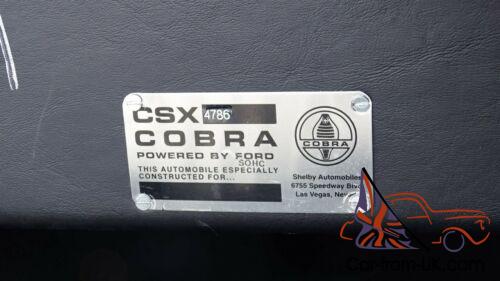 CSX 4786
COBRA
POWERED BY FORD
SOHC
THIS AUTOMOBILE ESPECIALLY
CONSTRUCTED FOR...
COBRA
Shelby Automobiles
6755 Speedway Blvd
Las Vegas,
Car-from-UK.com